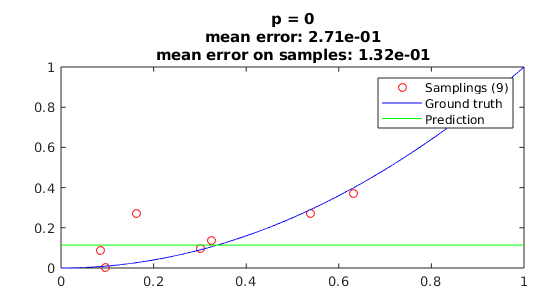 p = 0
mean error: 2.71e-01
mean error on samples: 1.32e-01
1
0.8
0.6
0.4
0.2
0
Samplings (9)
Ground truth
Prediction
0 0.2 0.4 0.6 0.8 1